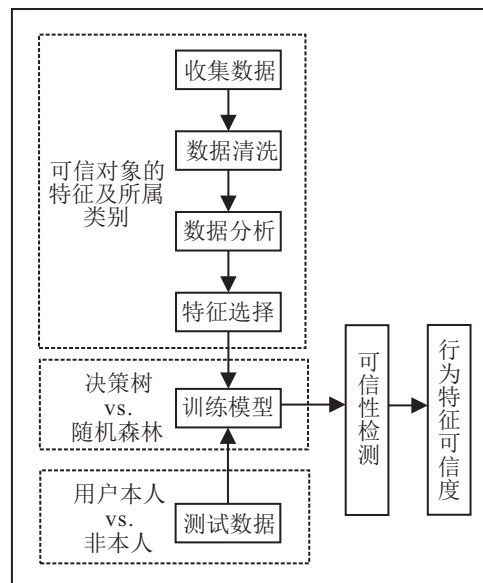 收集数据
数据清洗
可信对象的
特征及所属
类别
数据分析
特征选择
决策树
vs.
随机森林
训练模型
可信性检测
行为特征可信度
用户本人
vs.
非本人
测试数据